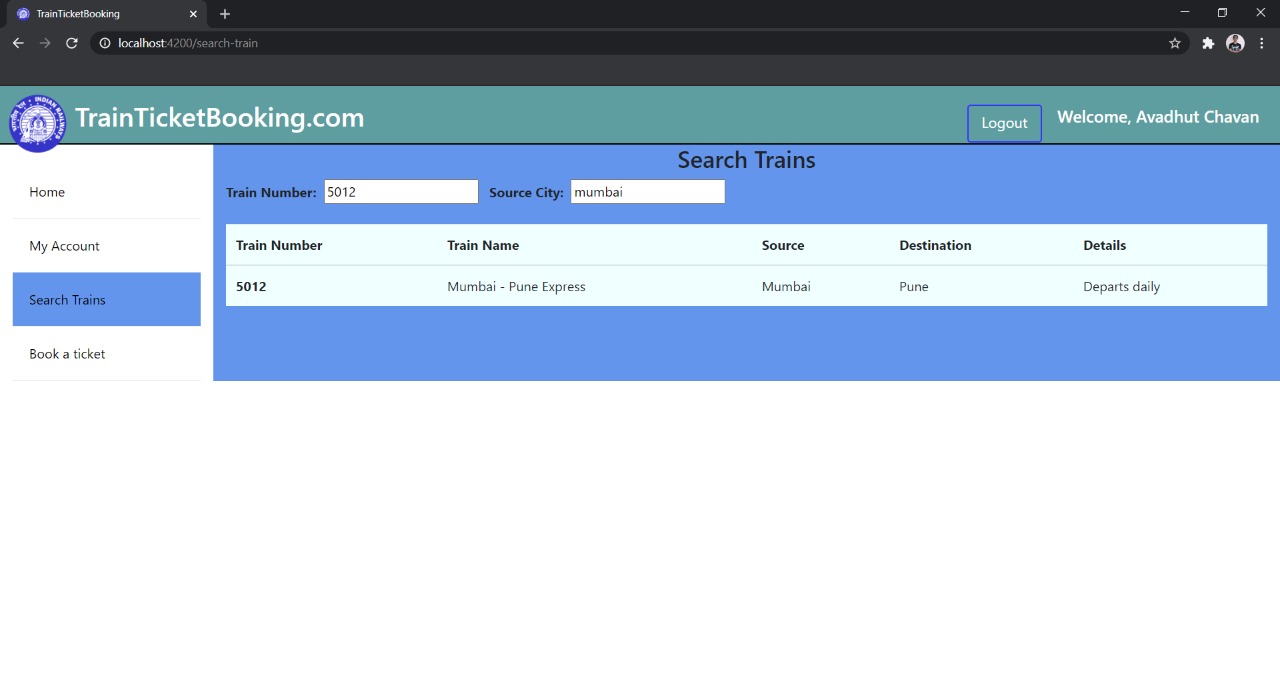 TrainTicketBooking
localhost:4200/search-train
INDIAN RAILWAYS
TrainTicketBooking.com
Logout
Welcome, Avadhut Chavan
Home
My Account
Search Trains
Book a ticket
Search Trains
Train Number: 5012 Source City: mumbai
Train Number Train Name Source Destination Details
5012 Mumbai - Pune Express Mumbai Pune Departs daily